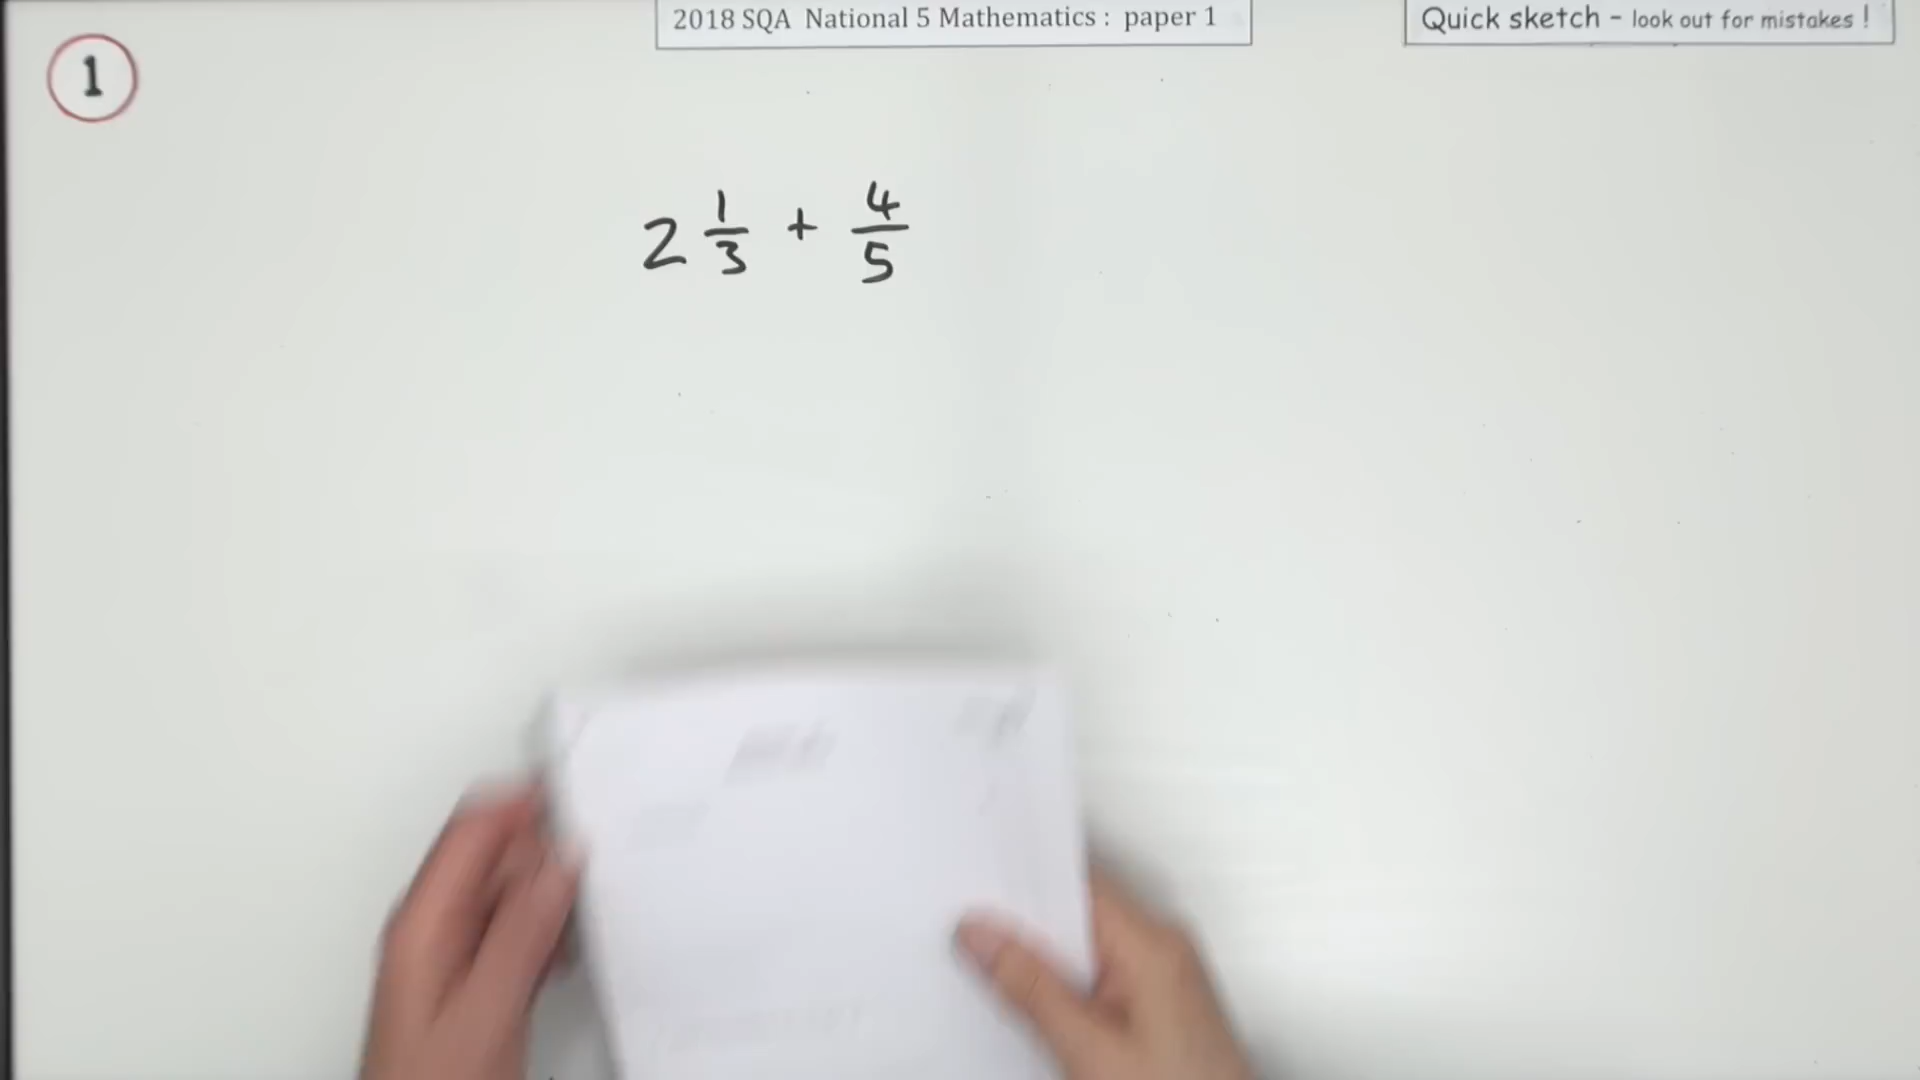 2018 SQA National 5 Mathematics : paper 1
Quick sketch - look out for mistakes !
1
2 1/3 + 4/5